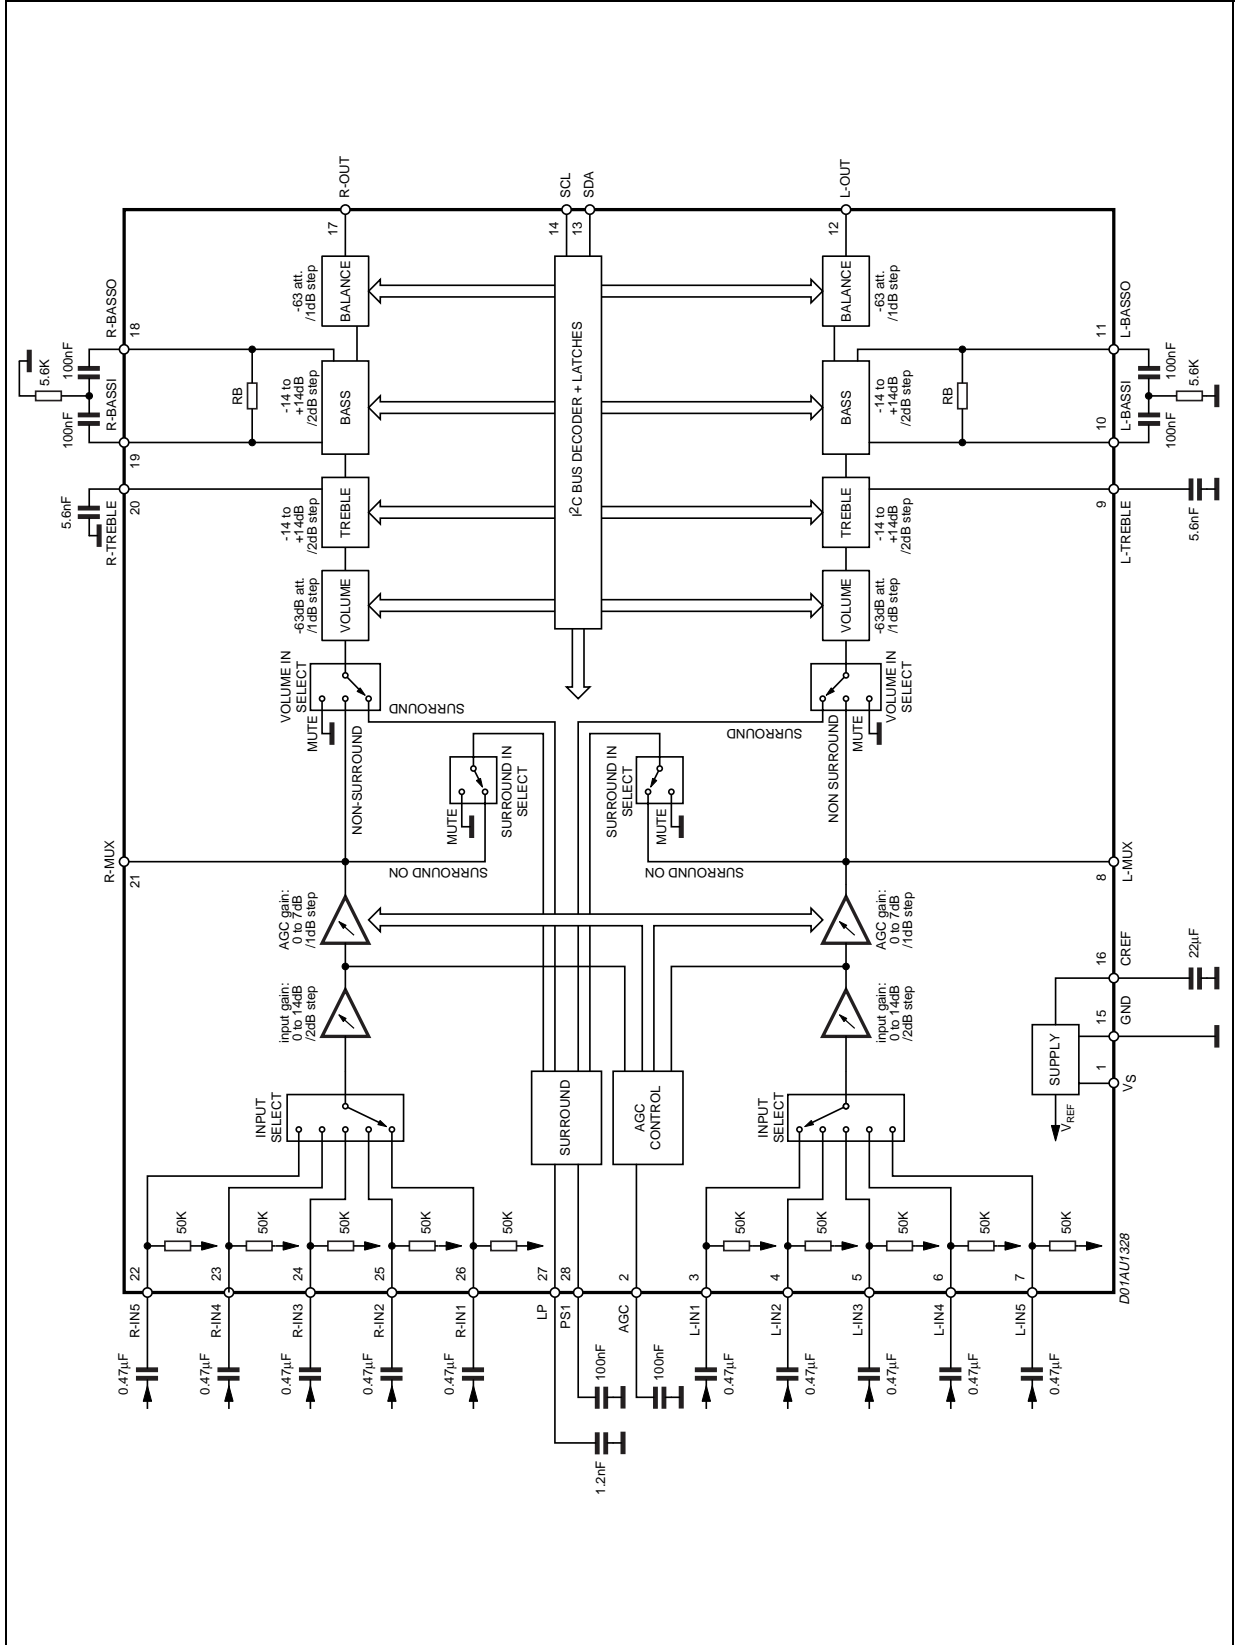 5.6K
100nF
100nF
5.6nF
R-BASSO
R-BASSI
R-TREBLE
R-MUX
18
19
20
21
0.47µF
R-IN5
22
50K
0.47µF
R-IN4
23
50K
0.47µF
R-IN3
24
50K
0.47µF
R-IN2
25
50K
0.47µF
R-IN1
26
50K
INPUT
SELECT
input gain:
0 to 14dB
/2dB step
AGC gain:
0 to 7dB
/1dB step
NON-SURROUND
SURROUND ON
MUTE
SURROUND IN
SELECT
MUTE
VOLUME IN
SELECT
SURROUND
-63dB att.
/1dB step
VOLUME
-14 to
+14dB
/2dB step
TREBLE
RB
-14 to
+14dB
/2dB step
BASS
-63 att.
/1dB step
BALANCE
17
R-OUT
1.2nF
100nF
100nF
LP
27
PS1
28
AGC
2
SURROUND
AGC
CONTROL
I2C BUS DECODER + LATCHES
14
SCL
13
SDA
0.47µF
L-IN1
3
50K
0.47µF
L-IN2
4
50K
0.47µF
L-IN3
5
50K
0.47µF
L-IN4
6
50K
0.47µF
L-IN5
7
50K
INPUT
SELECT
input gain:
0 to 14dB
/2dB step
AGC gain:
0 to 7dB
/1dB step
SURROUND ON
NON SURROUND
MUTE
SURROUND IN
SELECT
SURROUND
MUTE
VOLUME IN
SELECT
VOLUME
-63dB att.
/1dB step
TREBLE
-14 to
+14dB
/2dB step
BASS
-14 to
+14dB
/2dB step
RB
BALANCE
-63 att.
/1dB step
12
L-OUT
VREF
SUPPLY
1
VS
15
GND
16
CREF
22µF
8
L-MUX
9
L-TREBLE
5.6nF
10
L-BASSI
11
L-BASSO
100nF
100nF
5.6K
D01AU1328